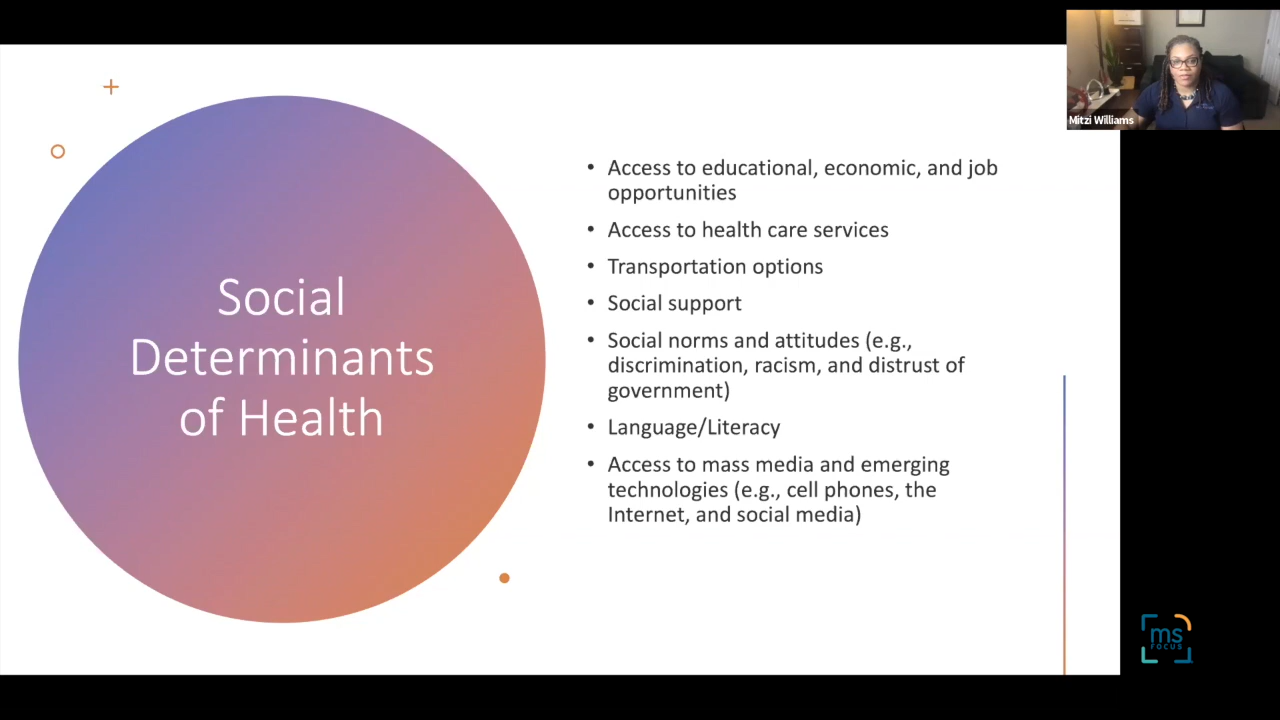 Mitzi Williams
Social
Determinants
of Health
• Access to educational, economic, and job
opportunities
• Access to health care services
• Transportation options
• Social support
• Social norms and attitudes (e.g.,
discrimination, racism, and distrust of
government)
• Language/Literacy
• Access to mass media and emerging
technologies (e.g., cell phones, the
Internet, and social media)
ms
FOCUS